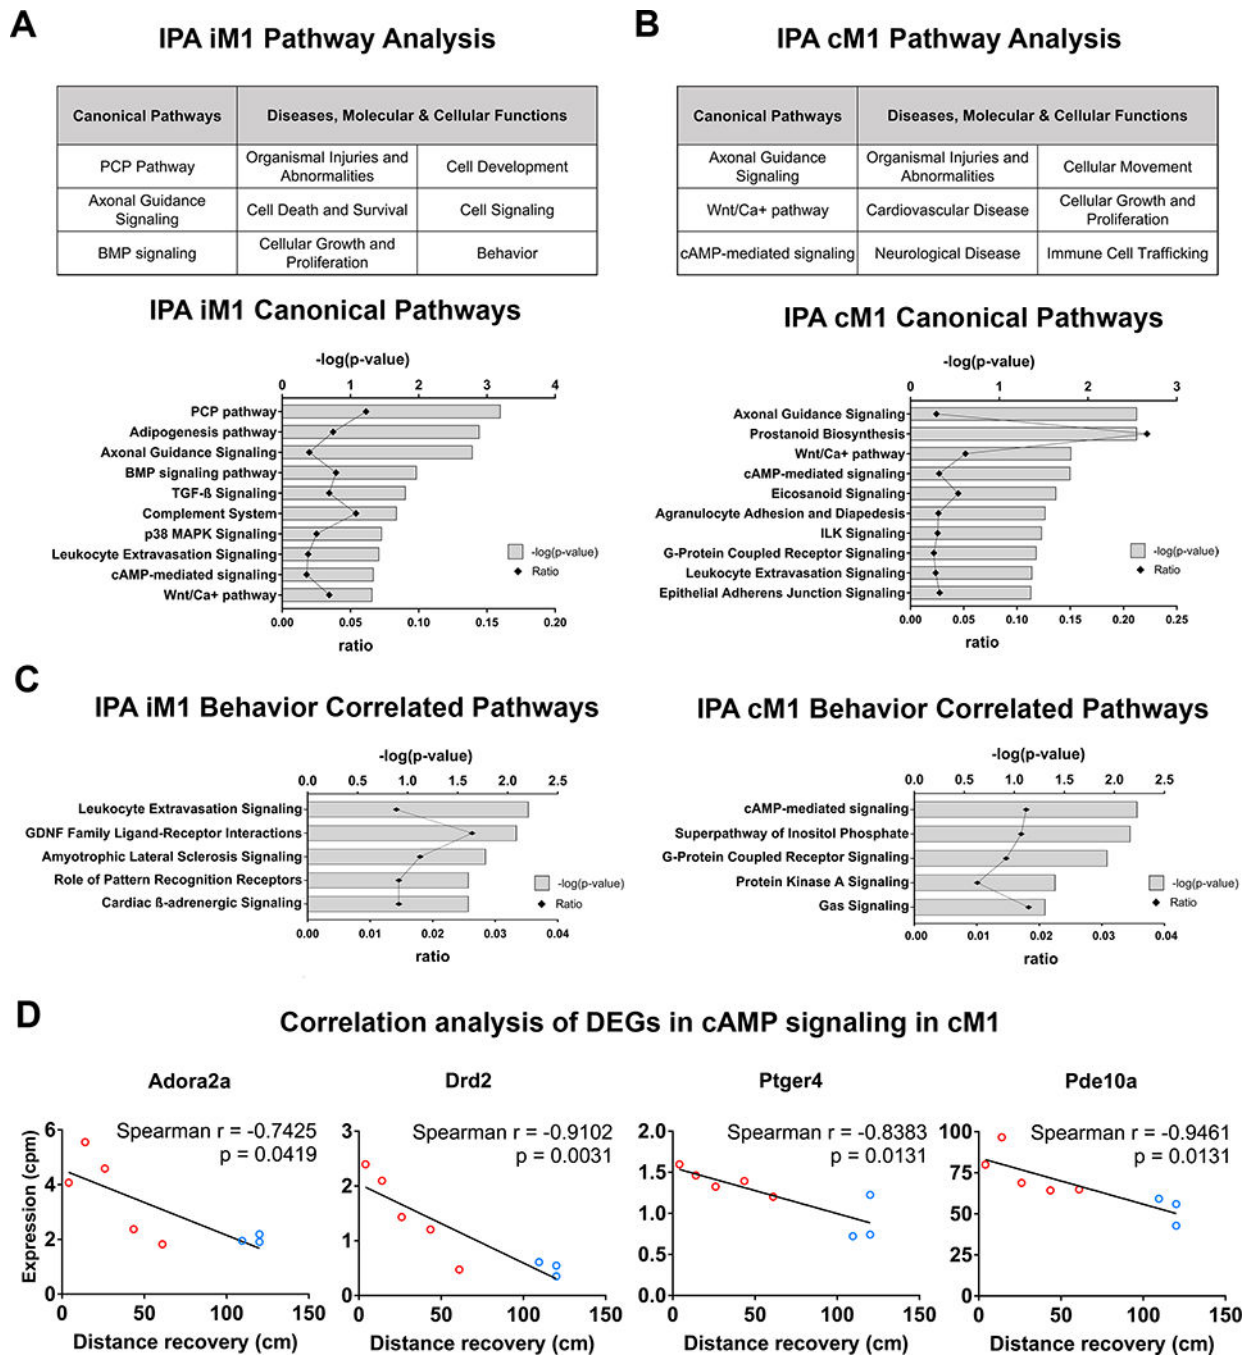 A
IPA iM1 Pathway Analysis
Canonical Pathways
Diseases, Molecular & Cellular Functions
PCP Pathway
Organismal Injuries and
Abnormalities
Cell Development
Axonal Guidance
Signaling
Cell Death and Survival
Cell Signaling
BMP signaling
Cellular Growth and
Proliferation
Behavior
IPA iM1 Canonical Pathways
-log(p-value)
0 1 2 3 4
PCP pathway
Adipogenesis pathway
Axonal Guidance Signaling
BMP signaling pathway
TGF-ß Signaling
Complement System
p38 MAPK Signaling
Leukocyte Extravasation Signaling
cAMP-mediated signaling
Wnt/Ca+ pathway
-log(p-value)
Ratio
0.00 0.05 0.10 0.15 0.20
ratio
B
IPA cM1 Pathway Analysis
Canonical Pathways
Diseases, Molecular & Cellular Functions
Axonal Guidance
Signaling
Organismal Injuries and
Abnormalities
Cellular Movement
Wnt/Ca+ pathway
Cardiovascular Disease
Cellular Growth and
Proliferation
cAMP-mediated signaling
Neurological Disease
Immune Cell Trafficking
IPA cM1 Canonical Pathways
-log(p-value)
0 1 2 3
Axonal Guidance Signaling
Prostanoid Biosynthesis
Wnt/Ca+ pathway
cAMP-mediated signaling
Eicosanoid Signaling
Agranulocyte Adhesion and Diapedesis
ILK Signaling
G-Protein Coupled Receptor Signaling
Leukocyte Extravasation Signaling
Epithelial Adherens Junction Signaling
-log(p-value)
Ratio
0.00 0.05 0.10 0.15 0.20 0.25
ratio
C
IPA iM1 Behavior Correlated Pathways
-log(p-value)
0.0 0.5 1.0 1.5 2.0 2.5
Leukocyte Extravasation Signaling
GDNF Family Ligand-Receptor Interactions
Amyotrophic Lateral Sclerosis Signaling
Role of Pattern Recognition Receptors
Cardiac ß-adrenergic Signaling
-log(p-value)
Ratio
0.00 0.01 0.02 0.03 0.04
ratio
IPA cM1 Behavior Correlated Pathways
-log(p-value)
0.0 0.5 1.0 1.5 2.0 2.5
cAMP-mediated signaling
Superpathway of Inositol Phosphate
G-Protein Coupled Receptor Signaling
Protein Kinase A Signaling
Gas Signaling
-log(p-value)
Ratio
0.00 0.01 0.02 0.03 0.04
ratio
D
Correlation analysis of DEGs in cAMP signaling in cM1
Adora2a
Spearman r = -0.7425
p = 0.0419
Expression (cpm)
6
4
2
0
0 50 100 150
Distance recovery (cm)
Drd2
Spearman r = -0.9102
p = 0.0031
3
2
1
0
0 50 100 150
Distance recovery (cm)
Ptger4
Spearman r = -0.8383
p = 0.0131
2.0
1.5
1.0
0.5
0.0
0 50 100 150
Distance recovery (cm)
Pde10a
Spearman r = -0.9461
p = 0.0131
100
75
50
25
0
0 50 100 150
Distance recovery (cm)